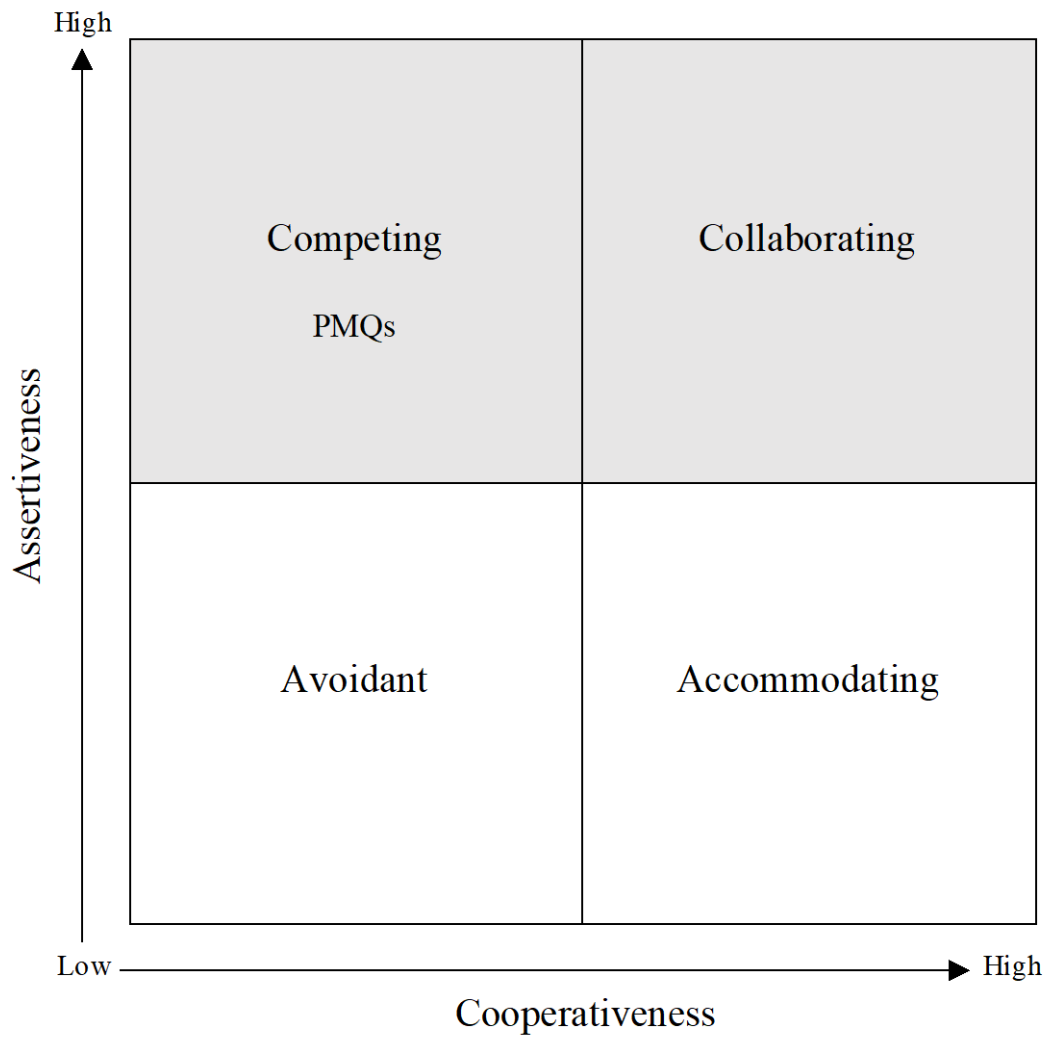 High
Competing
Collaborating
PMQs
Assertiveness
Avoidant
Accommodating
Low
High
Cooperativeness